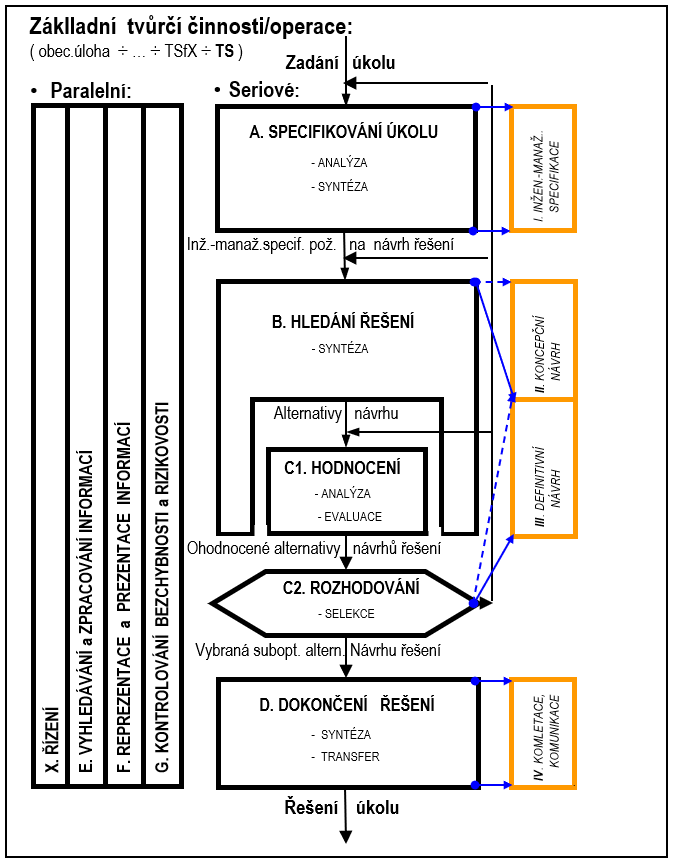 Zákládní tvůrčí činnosti/operace:
( obec.úloha ÷ ... ÷ TSfX ÷ TS )
Zadání úkolu
• Paralelní:
• Seriové:
X. ŘÍZENÍ
E. VYHLEDÁVÁNÍ a ZPRACOVÁNÍ INFORMACÍ
F. REPREZENTACE a PREZENTACE INFORMACÍ
G. KONTROLOVÁNÍ BEZCHYBNOSTI a RIZIKOVOSTI
A. SPECIFIKOVÁNÍ ÚKOLU
- ANALÝZA
- SYNTÉZA
I. INŽEN.-MANAŽ..
SPECIFIKACE
Inž.-manaž.specif. pož. na návrh řešení
B. HLEDÁNÍ ŘEŠENÍ
- SYNTÉZA
II. KONCEPČNÍ
NÁVRH
Alternativy návrhu
C1. HODNOCENÍ
- ANALÝZA
- EVALUACE
III. DEFINITIVNÍ
NÁVRH
Ohodnocené alternativy návrhů řešení
C2. ROZHODOVÁNÍ
- SELEKCE
Vybraná subopt. altern. Návrhu řešení
D. DOKONČENÍ ŘEŠENÍ
- SYNTÉZA
- TRANSFER
IV. KOMLETACE,
KOMUNIKACE
Řešení úkolu